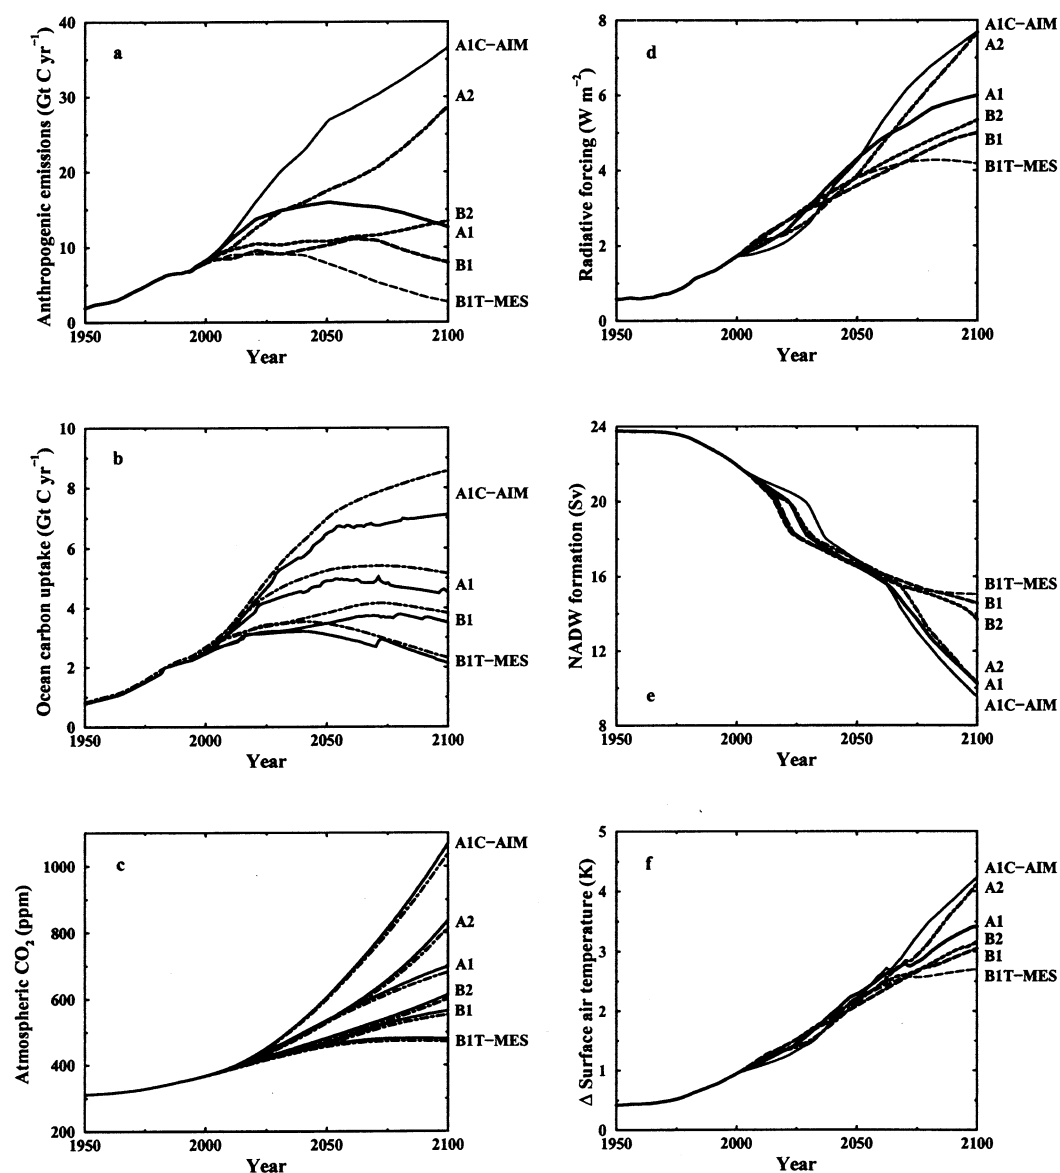 a
Anthropogenic emissions (Gt C yr⁻¹)
40
30
20
10
0
1950
2000
2050
2100
Year
A1C−AIM
A2
B2
A1
B1
B1T−MES
d
Radiative forcing (W m⁻²)
8
6
4
2
0
1950
2000
2050
2100
Year
A1C−AIM
A2
A1
B2
B1
B1T−MES
b
Ocean carbon uptake (Gt C yr⁻¹)
10
8
6
4
2
0
1950
2000
2050
2100
Year
A1C−AIM
A1
B1
B1T−MES
e
NADW formation (Sv)
24
20
16
12
8
1950
2000
2050
2100
Year
B1T−MES
B1
B2
A2
A1
A1C−AIM
c
Atmospheric CO₂ (ppm)
1000
800
600
400
200
1950
2000
2050
2100
Year
A1C−AIM
A2
A1
B2
B1
B1T−MES
f
Δ Surface air temperature (K)
5
4
3
2
1
0
1950
2000
2050
2100
Year
A1C−AIM
A2
A1
B2
B1
B1T−MES